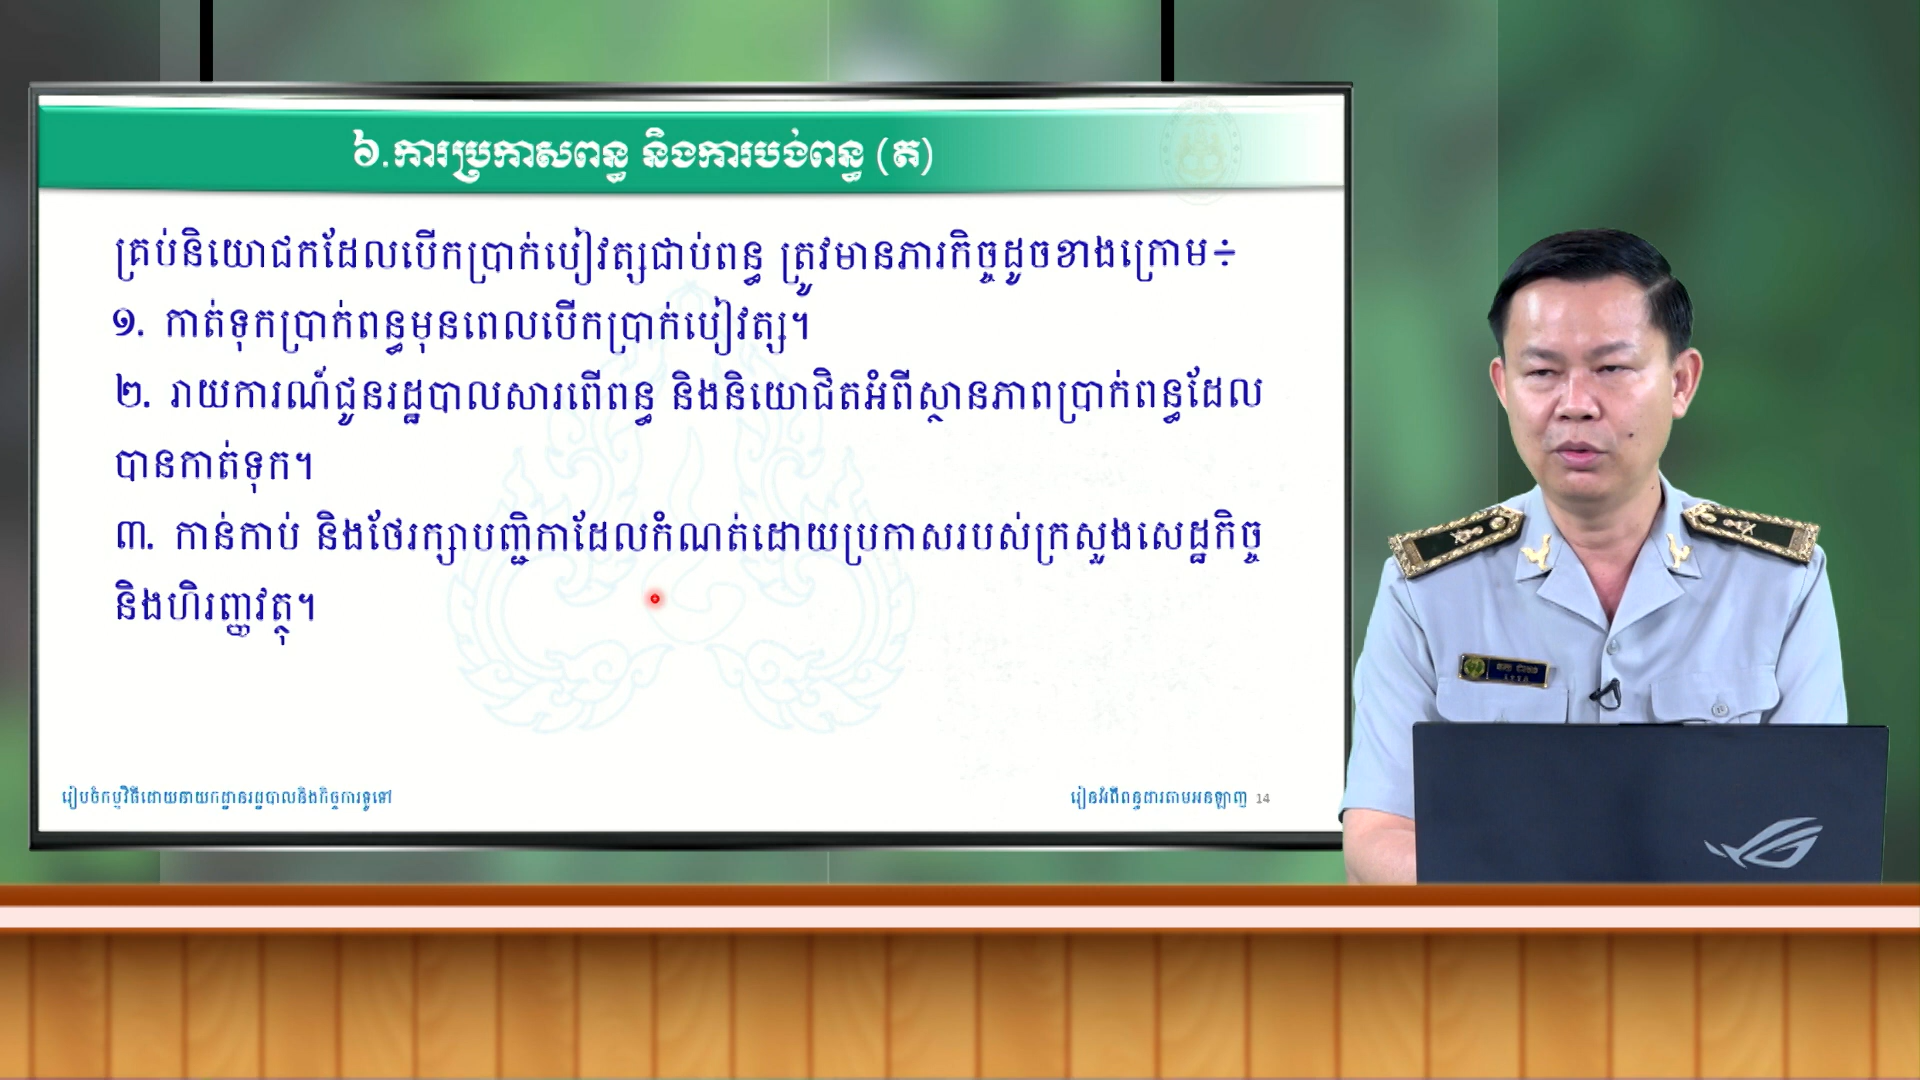 ៦.ការប្រកាសពន្ធ និងការបង់ពន្ធ (ត)
គ្រប់និយោជកដែលបើកប្រាក់បៀវត្សជាប់ពន្ធ ត្រូវមានភារកិច្ចដូចខាងក្រោម÷
១. កាត់ទុកប្រាក់ពន្ធមុនពេលបើកប្រាក់បៀវត្ស។
២. រាយការណ៍ជូនរដ្ឋបាលសារពើពន្ធ និងនិយោជិតអំពីស្ថានភាពប្រាក់ពន្ធដែល
បានកាត់ទុក។
៣. កាន់កាប់ និងថែរក្សាបញ្ជិកាដែលកំណត់ដោយប្រកាសរបស់ក្រសួងសេដ្ឋកិច្ច
និងហិរញ្ញវត្ថុ។
រៀបចំកម្មវិធីដោយនាយកដ្ឋានរដ្ឋបាលនិងកិច្ចការទូទៅ
រៀនអំពីពន្ធដារតាមអនឡាញ 14